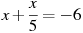 x + x/5 = −6